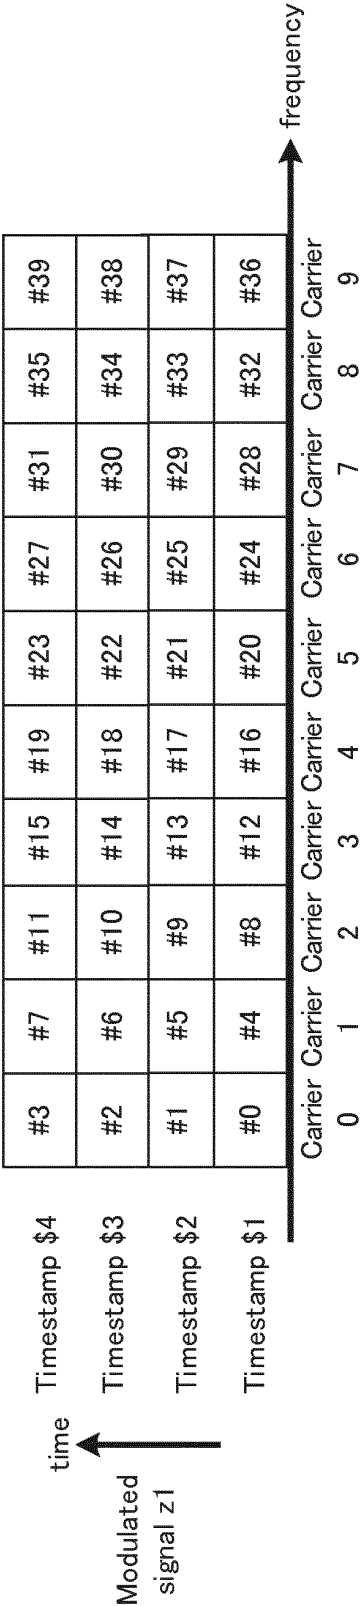 Modulated
signal z1
time
Timestamp $4 #3 #7 #11 #15 #19 #23 #27 #31 #35 #39
Timestamp $3 #2 #6 #10 #14 #18 #22 #26 #30 #34 #38
Timestamp $2 #1 #5 #9 #13 #17 #21 #25 #29 #33 #37
Timestamp $1 #0 #4 #8 #12 #16 #20 #24 #28 #32 #36
frequency
Carrier Carrier Carrier Carrier Carrier Carrier Carrier Carrier Carrier Carrier
0 1 2 3 4 5 6 7 8 9